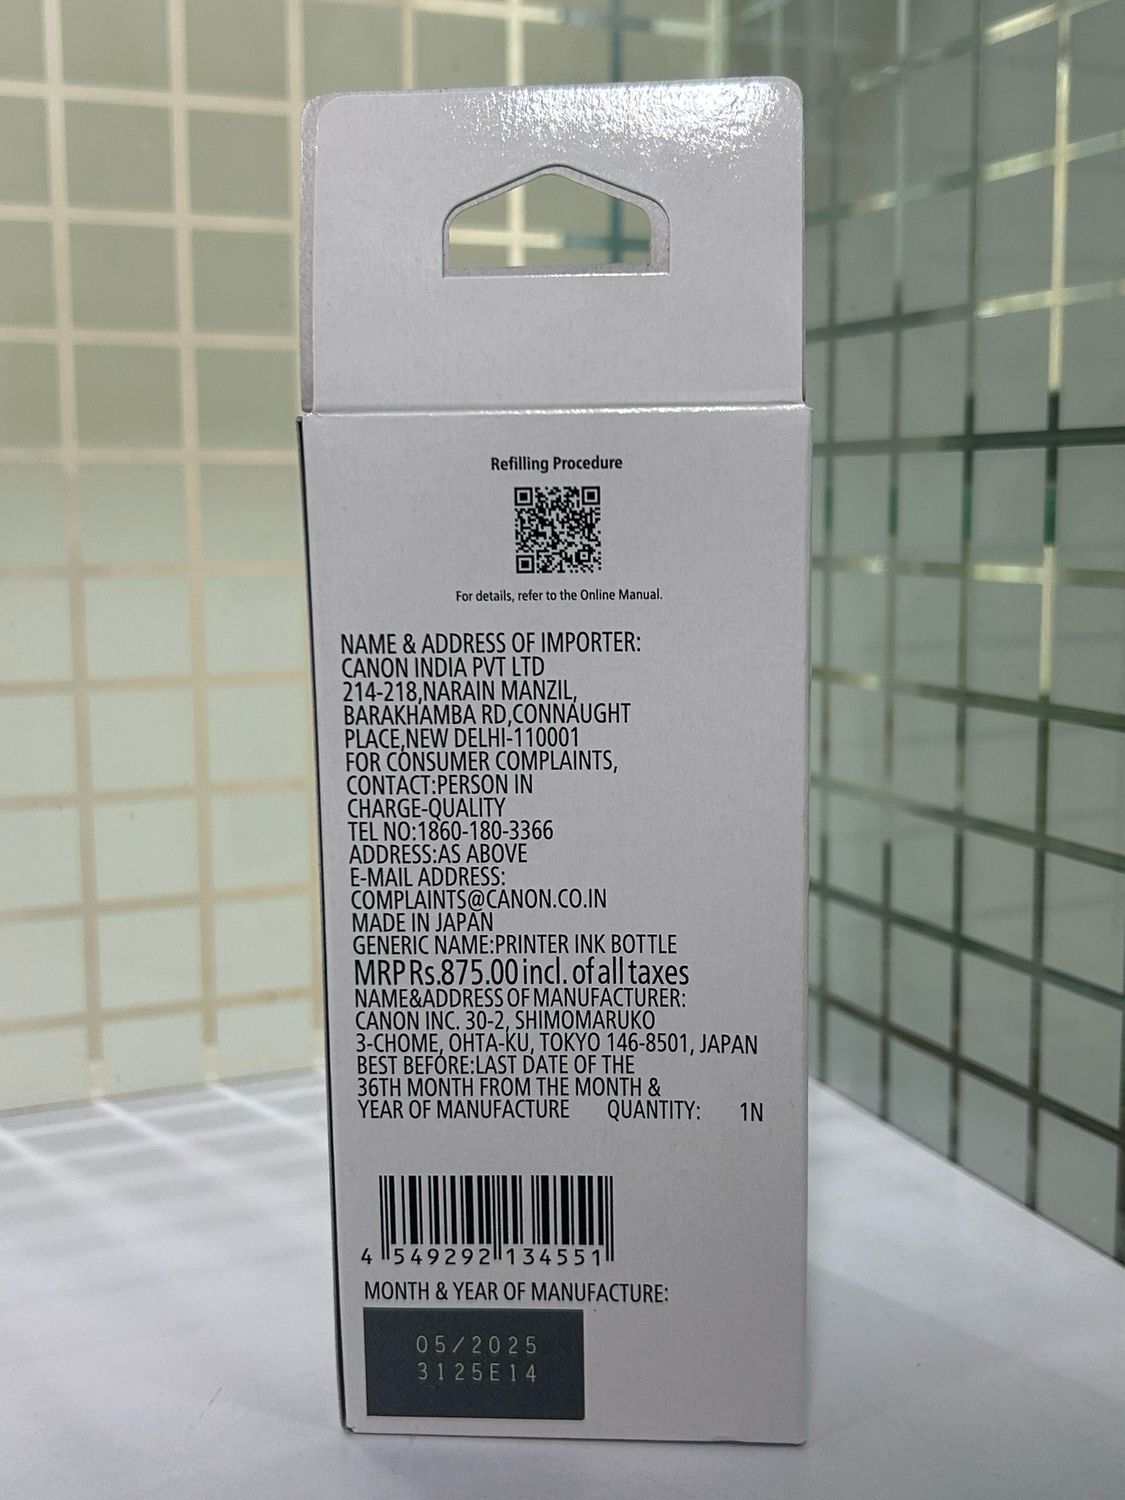 Refilling Procedure
For details, refer to the Online Manual.
NAME & ADDRESS OF IMPORTER:
CANON INDIA PVT LTD
214-218,NARAIN MANZIL,
BARAKHAMBA RD,CONNAUGHT
PLACE,NEW DELHI-110001
FOR CONSUMER COMPLAINTS,
CONTACT:PERSON IN
CHARGE-QUALITY
TEL NO:1860-180-3366
ADDRESS:AS ABOVE
E-MAIL ADDRESS:
COMPLAINTS@CANON.CO.IN
MADE IN JAPAN
GENERIC NAME:PRINTER INK BOTTLE
MRP Rs.875.00 incl. of all taxes
NAME&ADDRESS OF MANUFACTURER:
CANON INC. 30-2, SHIMOMARUKO
3-CHOME, OHTA-KU, TOKYO 146-8501, JAPAN
BEST BEFORE:LAST DATE OF THE
36TH MONTH FROM THE MONTH &
YEAR OF MANUFACTURE QUANTITY: 1N
4 549292 134551
MONTH & YEAR OF MANUFACTURE:
05/2025
3125E14